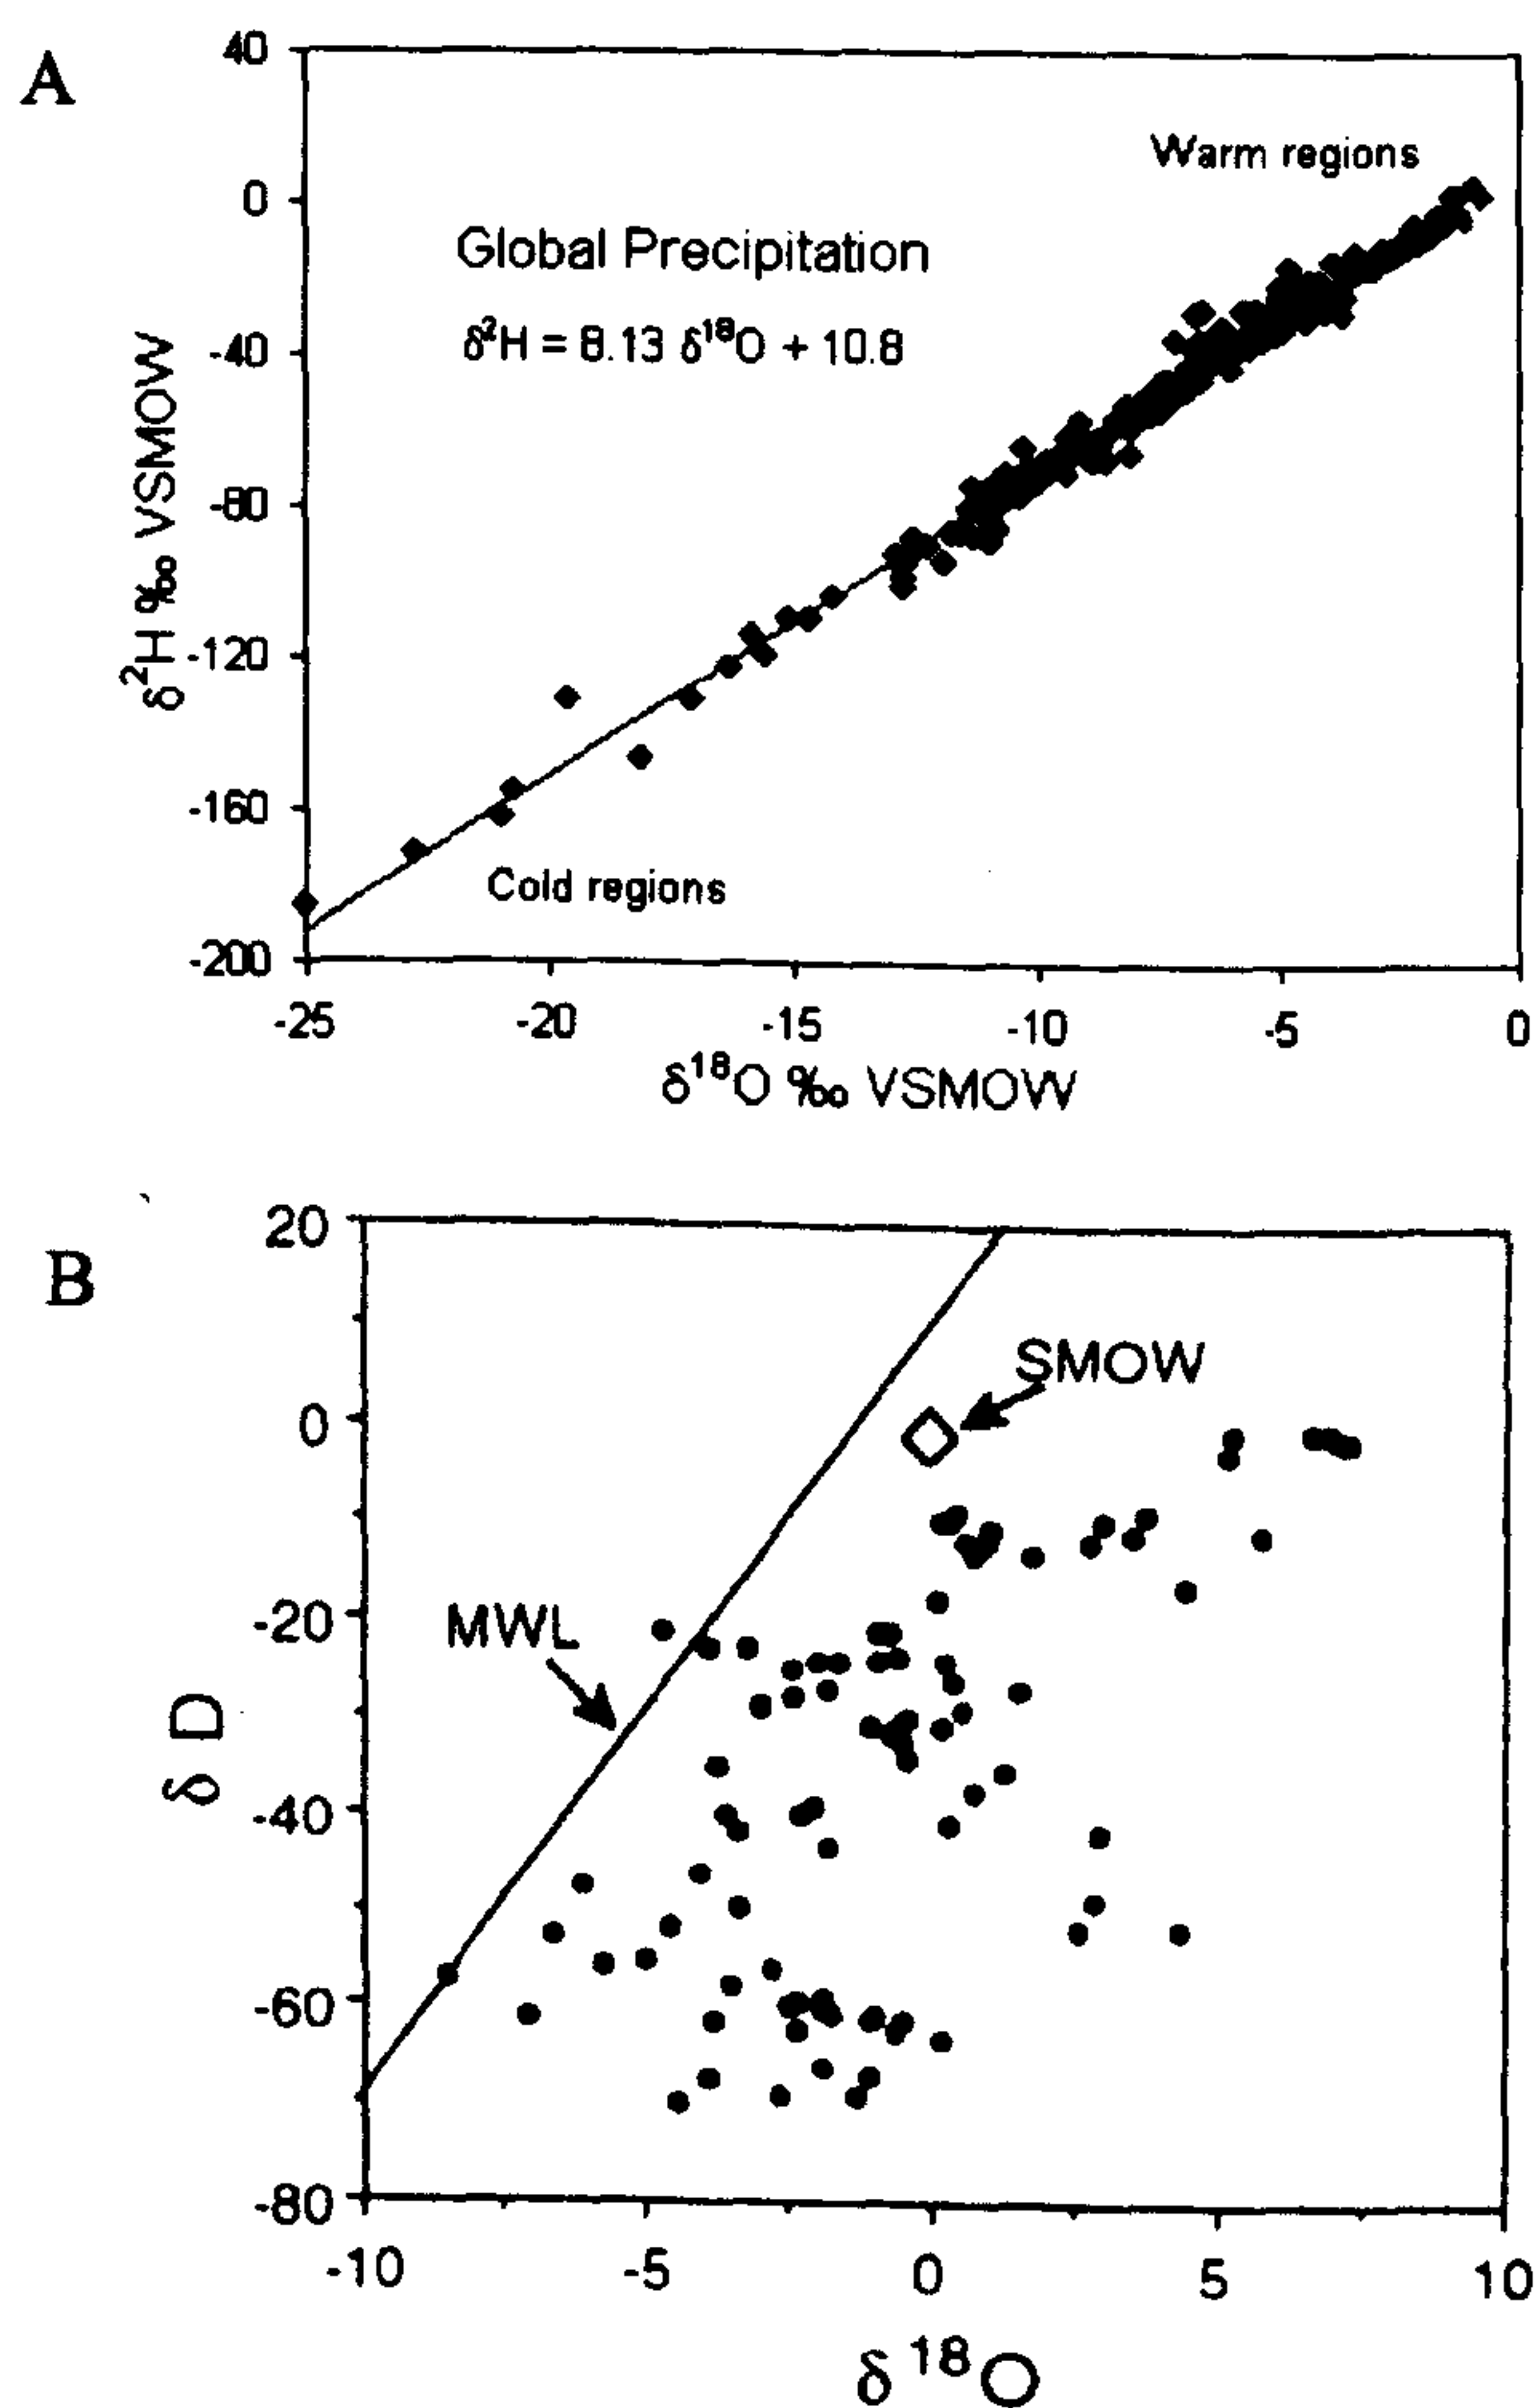 A
40
Warm regions
0
Global Precipitation
δ²H = 8.13 δ¹⁸O + 10.8
-40
δ²H ‰ VSMOW
-80
-120
-160
Cold regions
-200
-25 -20 -15 -10 -5 0
δ¹⁸O ‰ VSMOW
B
20
SMOW
0
MWL
-20
δ D
-40
-60
-80
-10 -5 0 5 10
δ ¹⁸O